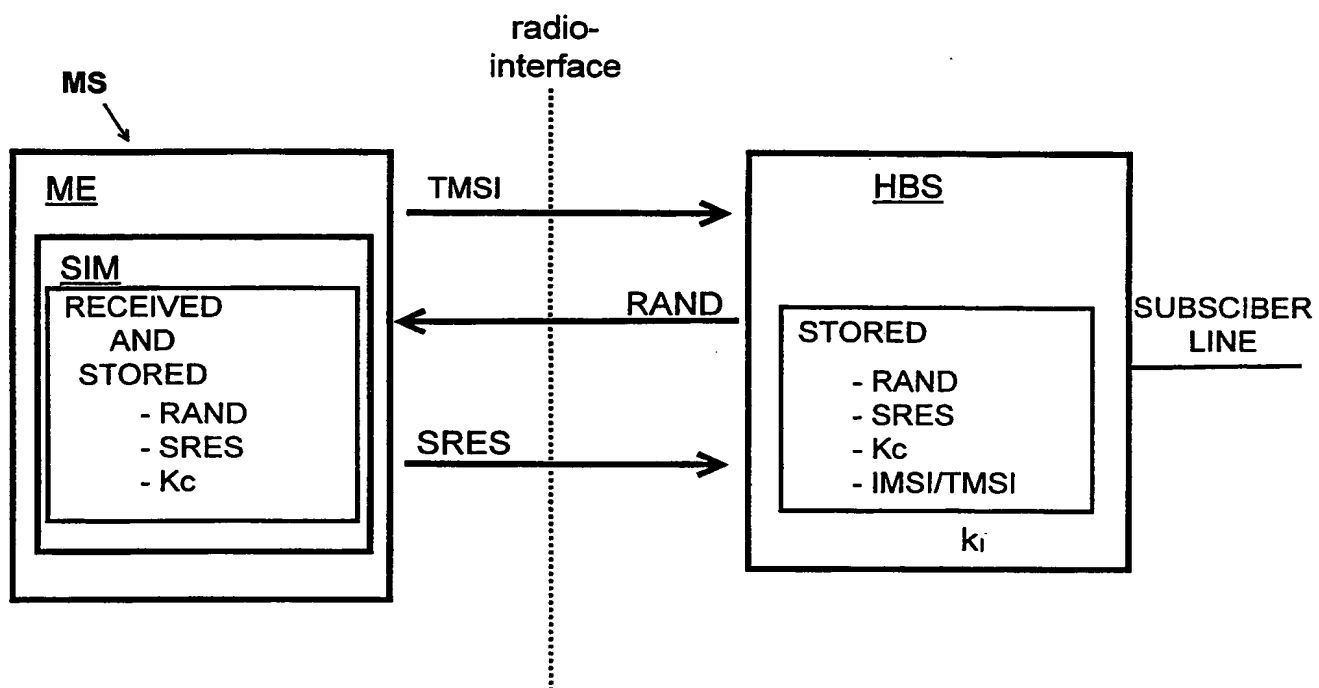 radio-
interface
MS
ME
SIM
RECEIVED
AND
STORED
- RAND
- SRES
- Kc
TMSI
RAND
SRES
HBS
STORED
- RAND
- SRES
- Kc
- IMSI/TMSI
ki
SUBSCIBER
LINE